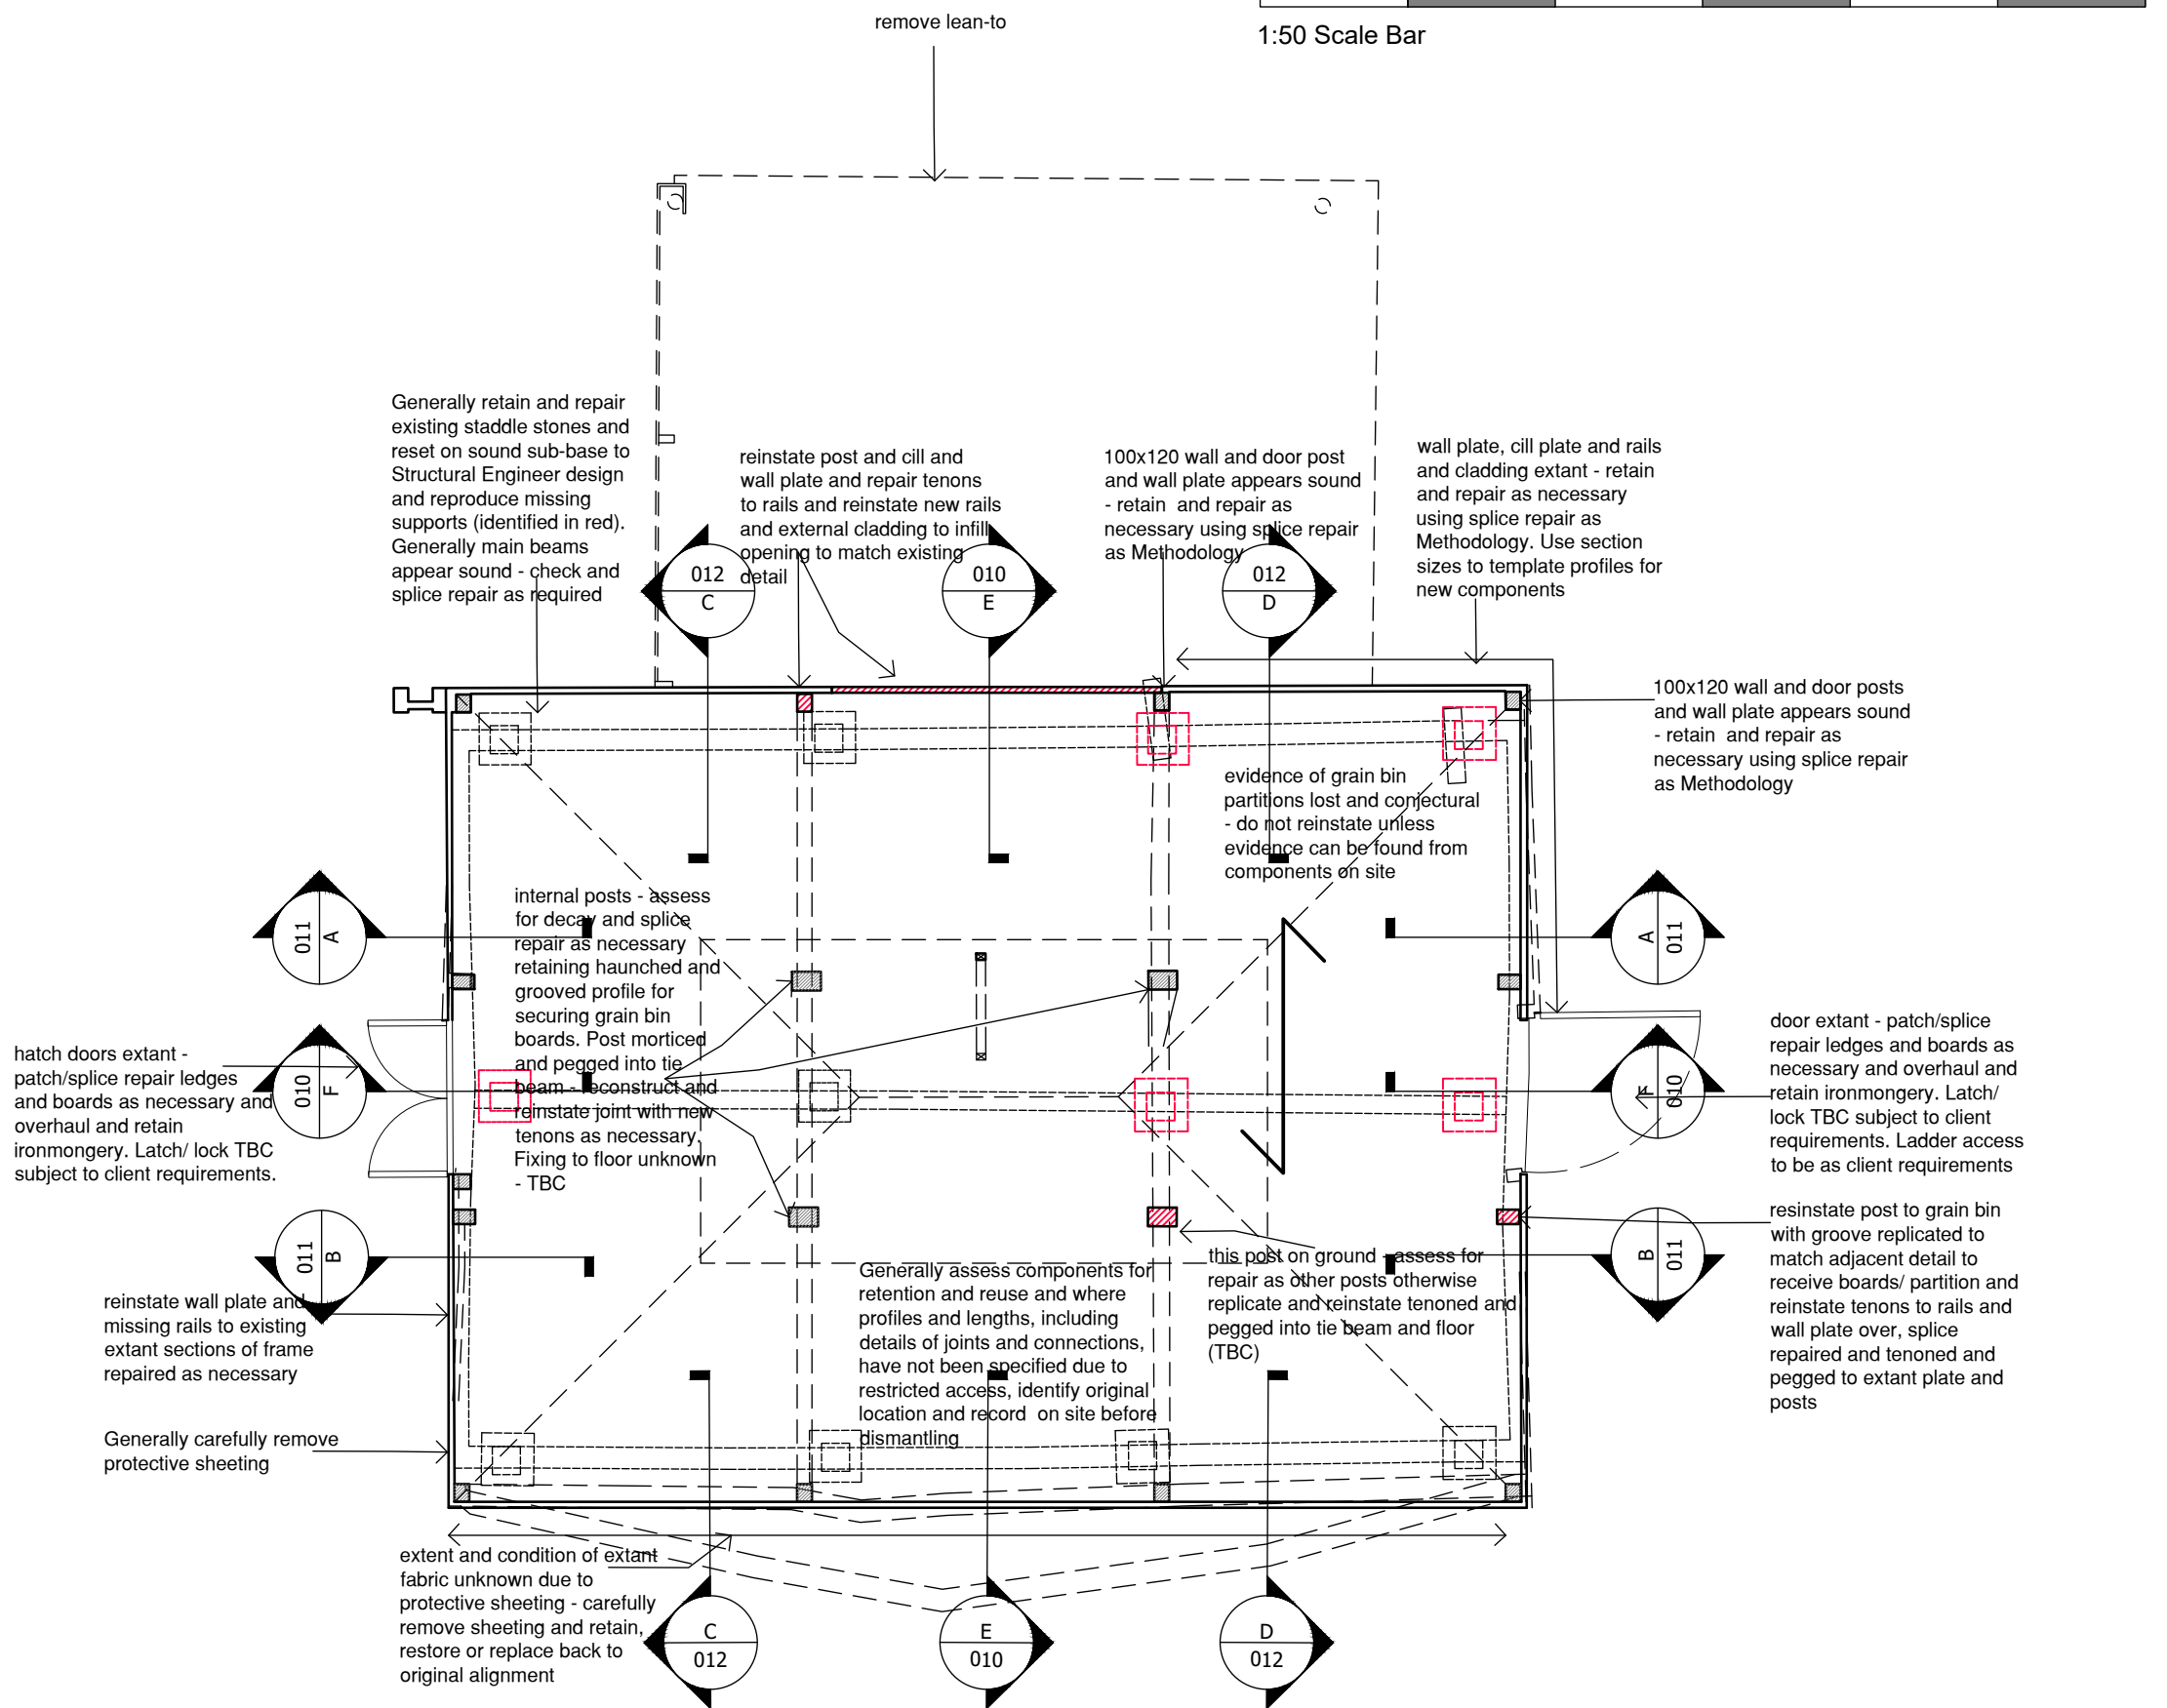 remove lean-to
1:50 Scale Bar
Generally retain and repair
existing staddle stones and
reset on sound sub-base to
Structural Engineer design
and reproduce missing
supports (identified in red).
Generally main beams
appear sound - check and
splice repair as required
reinstate post and cill and
wall plate and repair tenons
to rails and reinstate new rails
and external cladding to infill
opening to match existing
detail
100x120 wall and door post
and wall plate appears sound
- retain  and repair as
necessary using splice repair
as Methodology
wall plate, cill plate and rails
and cladding extant - retain
and repair as necessary
using splice repair as
Methodology. Use section
sizes to template profiles for
new components
012
C
010
E
012
D
100x120 wall and door posts
and wall plate appears sound
- retain  and repair as
necessary using splice repair
as Methodology
evidence of grain bin
partitions lost and conjectural
- do not reinstate unless
evidence can be found from
components on site
internal posts - assess
for decay and splice
repair as necessary
retaining haunched and
grooved profile for
securing grain bin
boards. Post morticed
and pegged into tie
beam - reconstruct and
reinstate joint with new
tenons as necessary.
Fixing to floor unknown
- TBC
011
A
A
011
hatch doors extant -
patch/splice repair ledges
and boards as necessary and
overhaul and retain
ironmongery. Latch/ lock TBC
subject to client requirements.
010
F
F
010
door extant - patch/splice
repair ledges and boards as
necessary and overhaul and
retain ironmongery. Latch/
lock TBC subject to client
requirements. Ladder access
to be as client requirements
011
B
B
011
resinstate post to grain bin
with groove replicated to
match adjacent detail to
receive boards/ partition and
reinstate tenons to rails and
wall plate over, splice
repaired and tenoned and
pegged to extant plate and
posts
this post on ground - assess for
repair as other posts otherwise
replicate and reinstate tenoned and
pegged into tie beam and floor
(TBC)
Generally assess components for
retention and reuse and where
profiles and lengths, including
details of joints and connections,
have not been specified due to
restricted access, identify original
location and record  on site before
dismantling
reinstate wall plate and
missing rails to existing
extant sections of frame
repaired as necessary
Generally carefully remove
protective sheeting
extent and condition of extant
fabric unknown due to
protective sheeting - carefully
remove sheeting and retain,
restore or replace back to
original alignment
C
012
E
010
D
012